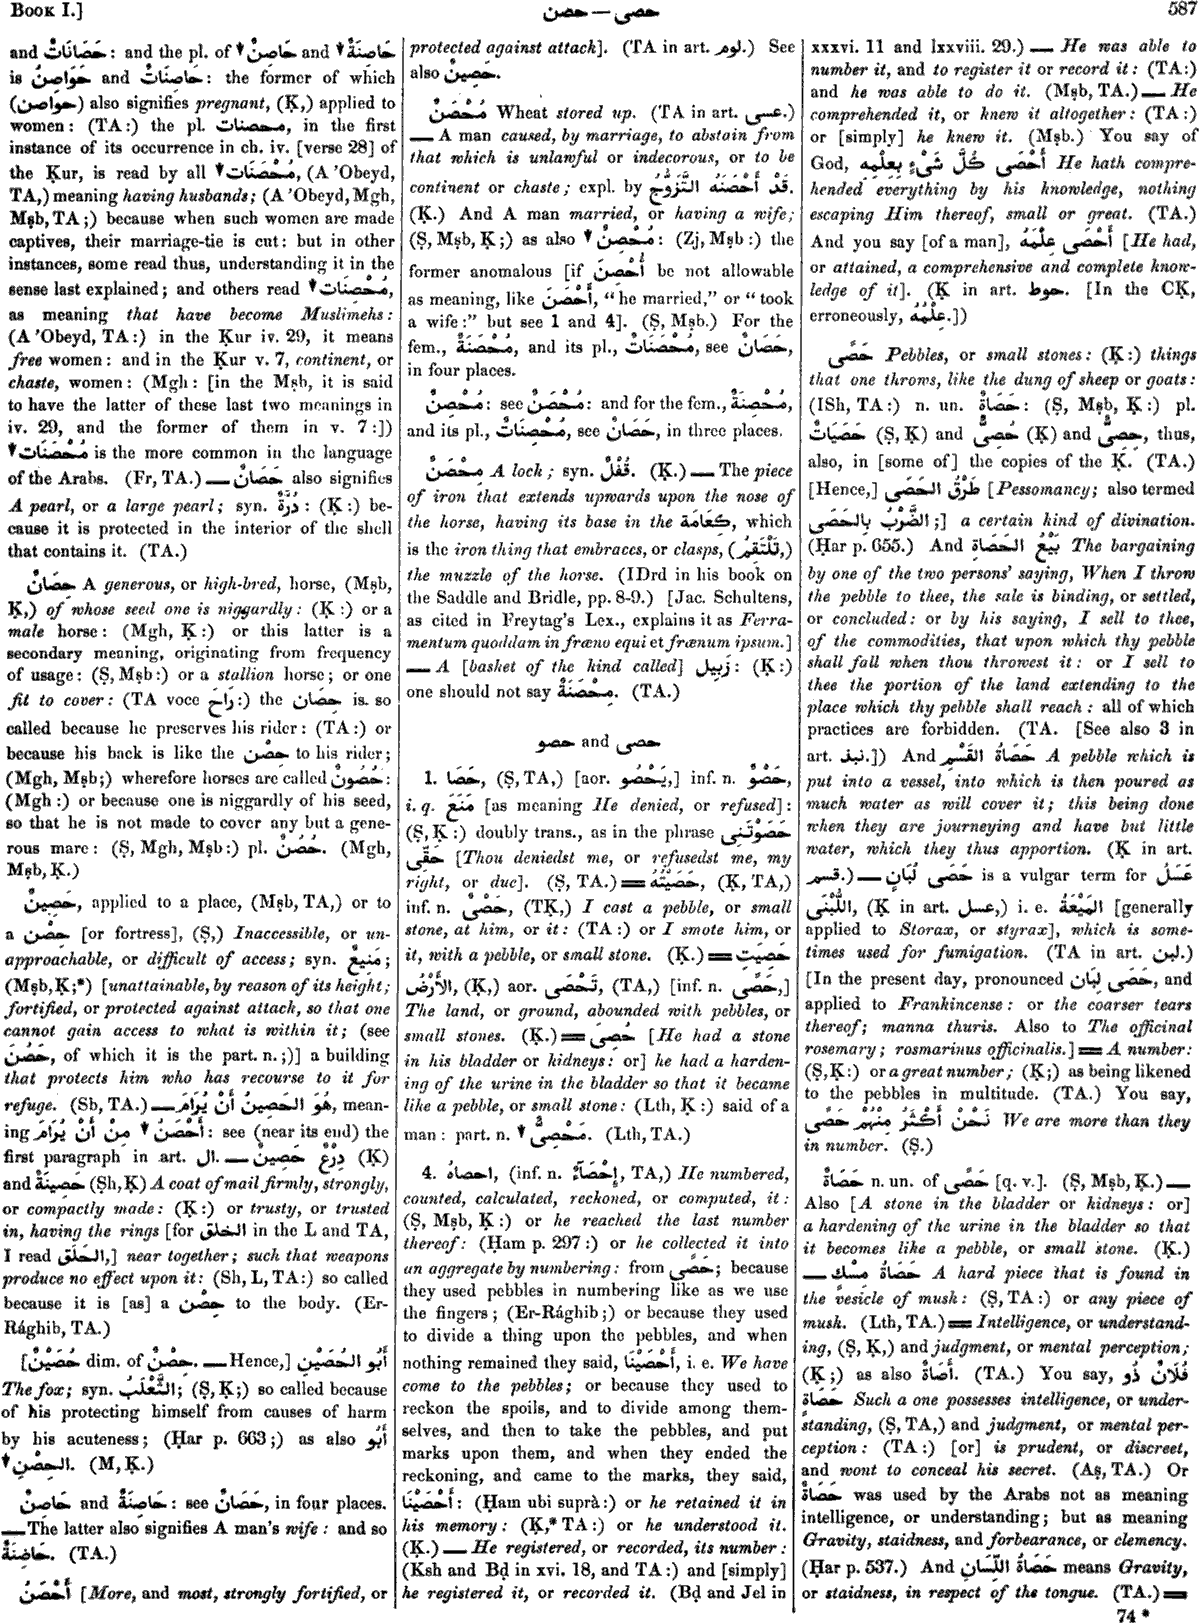 BOOK I.]
حصن — حصى
587
and حَصَانَاتٌ: and the pl. of حَاصِنٌ▼ and حَاصِنَةٌ▼
is حَوَاصِنُ and حَاصِنَاتٌ: the former of which
(حواصن) also signifies pregnant, (Ḳ,) applied to
women: (TA:) the pl. محصنات, in the first
instance of its occurrence in ch. iv. [verse 28] of
the Ḳur, is read by all مُحْصَنَات▼, (A 'Obeyd,
TA,) meaning having husbands; (A 'Obeyd, Mgh,
Mṣb, TA;) because when such women are made
captives, their marriage-tie is cut: but in other
instances, some read thus, understanding it in the
sense last explained; and others read مُحْصِنَات▼,
as meaning that have become Muslimehs:
(A 'Obeyd, TA:) in the Ḳur iv. 29, it means
free women: and in the Ḳur v. 7, continent, or
chaste, women: (Mgh: [in the Mṣb, it is said
to have the latter of these last two meanings in
iv. 29, and the former of them in v. 7:])
مُحْصَنَات▼ is the more common in the language
of the Arabs. (Fr, TA.) — حَصَانٌ also signifies
A pearl, or a large pearl; syn. دُرَّةٌ: (Ḳ:) be-
cause it is protected in the interior of the shell
that contains it. (TA.)
حِصَانٌ A generous, or high-bred, horse, (Mṣb,
Ḳ,) of whose seed one is niggardly: (Ḳ:) or a
male horse: (Mgh, Ḳ:) or this latter is a
secondary meaning, originating from frequency
of usage: (Ṣ, Mṣb:) or a stallion horse; or one
fit to cover: (TA voce رَاحَ:) the حصان is so
called because he preserves his rider: (TA:) or
because his back is like the حِصْن to his rider;
(Mgh, Mṣb;) wherefore horses are called حُصُونٌ:
(Mgh:) or because one is niggardly of his seed,
so that he is not made to cover any but a gene-
rous mare: (Ṣ, Mgh, Mṣb:) pl. حُصُنٌ. (Mgh,
Mṣb, Ḳ.)
حَصِينٌ, applied to a place, (Mṣb, TA,) or to
a حِصْن [or fortress], (Ṣ,) Inaccessible, or un-
approachable, or difficult of access; syn. مَنِيعٌ;
(Mṣb, Ḳ;*) [unattainable, by reason of its height;
fortified, or protected against attack, so that one
cannot gain access to what is within it; (see
حَصُنَ, of which it is the part. n.;)] a building
that protects him who has recourse to it for
refuge. (Sb, TA.) — هُوَ الحَصِينُ أَنْ يُرَامَ, mean-
ing أَحْصَنُ▼ مِنْ أَنْ يُرَامَ: see (near its end) the
first paragraph in art. ال. — دِرْعٌ حَصِينٌ (Ḳ)
and حَصِينَةٌ (Sh, Ḳ) A coat of mail firmly, strongly,
or compactly made: (Ḳ:) or trusty, or trusted
in, having the rings [for الخلق in the L and TA,
I read الحَلَق,] near together; such that weapons
produce no effect upon it: (Sh, L, TA:) so called
because it is [as] a حِصْن to the body. (Er-
Rághib, TA.)
[حُصَيْنٌ dim. of حِصْنٌ. — Hence,] أَبُو الحُصَيْنِ
The fox; syn. الثَّعْلَبُ; (Ṣ, Ḳ;) so called because
of his protecting himself from causes of harm
by his acuteness; (Ḥar p. 663;) as also أَبُو
الحِصْنِ▼. (M, Ḳ.)
حَاصِنٌ and حَاصِنَةٌ: see حَصَانٌ, in four places.
— The latter also signifies A man's wife: and so
حَاضِنَةٌ. (TA.)
أَحْصَنُ [More, and most, strongly fortified, or
protected against attack]. (TA in art. لوم.) See
also حَصِينٌ.
مُحْصَنٌ Wheat stored up. (TA in art. عسى.)
— A man caused, by marriage, to abstain from
that which is unlawful or indecorous, or to be
continent or chaste; expl. by قَدْ أَحْصَنَهُ التَّزَوُّجُ.
(Ḳ.) And A man married, or having a wife;
(Ṣ, Mṣb, Ḳ;) as also مُحْصِنٌ▼: (Zj, Mṣb:) the
former anomalous [if أُحْصِنَ be not allowable
as meaning, like أَحْصَنَ, "he married," or "took
a wife:" but see 1 and 4]. (Ṣ, Mṣb.) For the
fem., مُحْصَنَةٌ, and its pl., مُحْصَنَاتٌ, see حَصَانٌ,
in four places.
مُحْصِنٌ: see مُحْصَنٌ: and for the fem., مُحْصِنَةٌ,
and its pl., مُحْصِنَاتٌ, see حَصَانٌ, in three places.
مِحْصَنٌ A lock; syn. قُفْلٌ. (Ḳ.) — The piece
of iron that extends upwards upon the nose of
the horse, having its base in the كعَامَة, which
is the iron thing that embraces, or clasps, (تَلْتَقِمُ,)
the muzzle of the horse. (IDrd in his book on
the Saddle and Bridle, pp. 8-9.) [Jac. Schultens,
as cited in Freytag's Lex., explains it as Ferra-
mentum quoddam in fræno equi et frænum ipsum.]
— A [basket of the kind called] زَبِيل: (Ḳ:)
one should not say مِحْصَنَةٌ. (TA.)
حصى and حصو
1. حَصَا, (Ṣ, TA,) [aor. يَحْصُو,] inf. n. حَصْوٌ,
i. q. مَنَعَ [as meaning He denied, or refused]:
(Ṣ, Ḳ:) doubly trans., as in the phrase حَصَوْتَنِى
حَقِّى [Thou deniedst me, or refusedst me, my
right, or due]. (Ṣ, TA.) = حَصَيْتُهُ, (Ḳ, TA,)
inf. n. حَصْىٌ, (TḲ,) I cast a pebble, or small
stone, at him, or it: (TA:) or I smote him, or
it, with a pebble, or small stone. (Ḳ.) = حَصِيَتِ
الأَرْضُ, (Ḳ,) aor. تَحْصَى, (TA,) [inf. n. حَصًى,]
The land, or ground, abounded with pebbles, or
small stones. (Ḳ.) = حُصِىَ [He had a stone
in his bladder or kidneys: or] he had a harden-
ing of the urine in the bladder so that it became
like a pebble, or small stone: (Lth, Ḳ:) said of a
man: part. n. مَحْصِىٌّ▼. (Lth, TA.)
4. احصاهُ, (inf. n. إِحْصَآءٌ, TA,) He numbered,
counted, calculated, reckoned, or computed, it:
(Ṣ, Mṣb, Ḳ:) or he reached the last number
thereof: (Ḥam p. 297:) or he collected it into
an aggregate by numbering: from حَصًى; because
they used pebbles in numbering like as we use
the fingers; (Er-Rághib;) or because they used
to divide a thing upon the pebbles, and when
nothing remained they said, أَحْصَيْنَا, i. e. We have
come to the pebbles; or because they used to
reckon the spoils, and to divide among them-
selves, and then to take the pebbles, and put
marks upon them, and when they ended the
reckoning, and came to the marks, they said,
أَحْصَيْنَا: (Ḥam ubi suprà:) or he retained it in
his memory: (Ḳ,* TA:) or he understood it.
(Ḳ.) — He registered, or recorded, its number:
(Ksh and Bḍ in xvi. 18, and TA:) and [simply]
he registered it, or recorded it. (Bḍ and Jel in
xxxvi. 11 and lxxviii. 29.) — He was able to
number it, and to register it or record it: (TA:)
and he was able to do it. (Mṣb, TA.) — He
comprehended it, or knew it altogether: (TA:)
or [simply] he knew it. (Mṣb.) You say of
God, أَحْصَى كُلَّ شَىْءٍ بِعِلْمِهِ He hath compre-
hended everything by his knowledge, nothing
escaping Him thereof, small or great. (TA.)
And you say [of a man], أَحْصَى عِلْمَهُ [He had,
or attained, a comprehensive and complete know-
ledge of it]. (Ḳ in art. حوط. [In the CḲ,
erroneously, عِلْمُهُ.])
حَصًى Pebbles, or small stones: (Ḳ:) things
that one throws, like the dung of sheep or goats:
(ISh, TA:) n. un. حَصَاةٌ: (Ṣ, Mṣb, Ḳ:) pl.
حَصَيَاتٌ (Ṣ, Ḳ) and حُصِىٌّ (Ḳ) and حِصِىٌّ, thus,
also, in [some of] the copies of the Ḳ. (TA.)
[Hence,] طَرْقُ الحَصَى [Pessomancy; also termed
الضَّرْبُ بِالحَصَى;] a certain kind of divination.
(Ḥar p. 655.) And بَيْعُ الحَصَاةِ The bargaining
by one of the two persons' saying, When I throw
the pebble to thee, the sale is binding, or settled,
or concluded: or by his saying, I sell to thee,
of the commodities, that upon which thy pebble
shall fall when thou throwest it: or I sell to
thee the portion of the land extending to the
place which thy pebble shall reach: all of which
practices are forbidden. (TA. [See also 3 in
art. نبذ.]) And حَصَاةُ القَسْمِ A pebble which is
put into a vessel, into which is then poured as
much water as will cover it; this being done
when they are journeying and have but little
water, which they thus apportion. (Ḳ in art.
قسم.) — حَصَى لُبَانٍ is a vulgar term for عَسَلُ
اللُّبْنَى, (Ḳ in art. عسل,) i. e. المَيْعَةُ [generally
applied to Storax, or styrax], which is some-
times used for fumigation. (TA in art. لبن.)
[In the present day, pronounced حَصَى لِبَان, and
applied to Frankincense: or the coarser tears
thereof; manna thuris. Also to The officinal
rosemary; rosmarinus officinalis.] = A number:
(Ṣ, Ḳ:) or a great number; (Ḳ;) as being likened
to the pebbles in multitude. (TA.) You say,
نَحْنُ أَكْثَرُ مِنْهُمْ حَصًى We are more than they
in number. (Ṣ.)
حَصَاةٌ n. un. of حَصًى [q. v.]. (Ṣ, Mṣb, Ḳ.) —
Also [A stone in the bladder or kidneys: or]
a hardening of the urine in the bladder so that
it becomes like a pebble, or small stone. (Ḳ.)
— حَصَاةُ مِسْكٍ A hard piece that is found in
the vesicle of musk: (Ṣ, TA:) or any piece of
musk. (Lth, TA.) = Intelligence, or understand-
ing, (Ṣ, Ḳ,) and judgment, or mental perception;
(Ḳ;) as also أَصَاةٌ. (TA.) You say, فُلَانٌ ذُو
حَصَاةٍ Such a one possesses intelligence, or under-
standing, (Ṣ, TA,) and judgment, or mental per-
ception: (TA:) [or] is prudent, or discreet,
and wont to conceal his secret. (Aṣ, TA.) Or
حَصَاةٌ was used by the Arabs not as meaning
intelligence, or understanding; but as meaning
Gravity, staidness, and forbearance, or clemency.
(Ḥar p. 537.) And حَصَاةُ اللِّسَانِ means Gravity,
or staidness, in respect of the tongue. (TA.) =
74 *